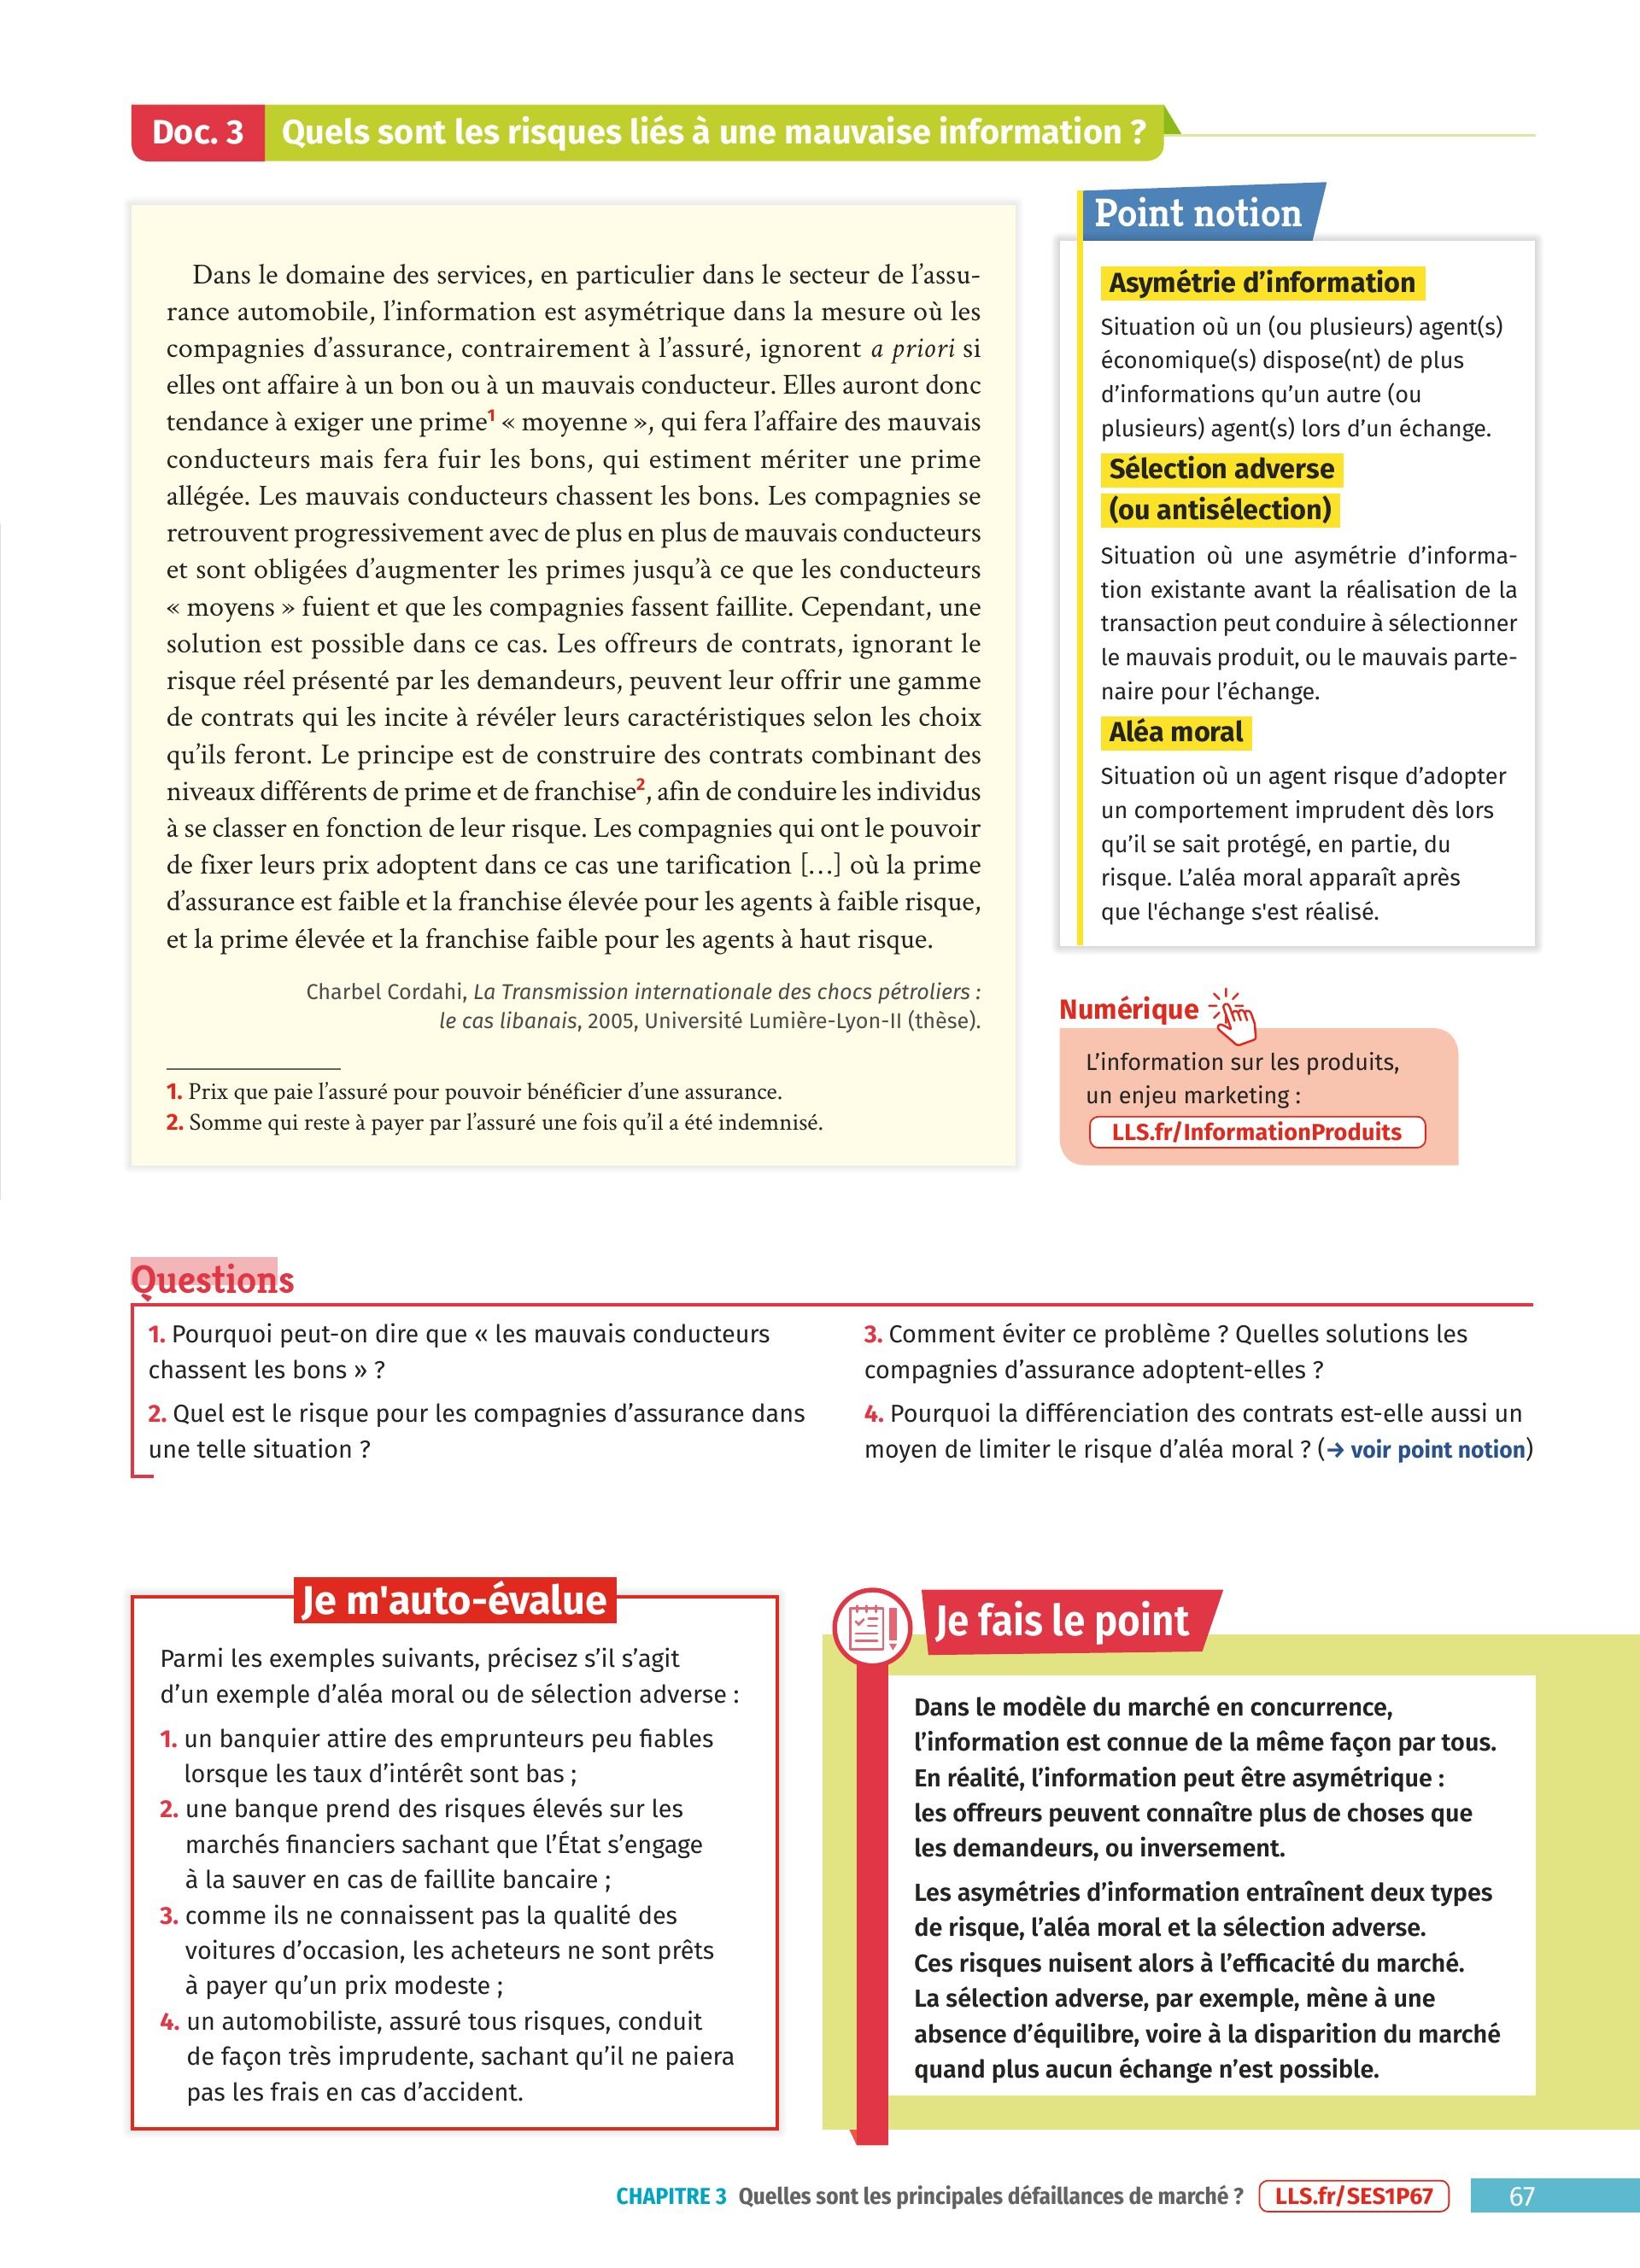 Doc. 3 Quels sont les risques liés à une mauvaise information ?
Dans le domaine des services, en particulier dans le secteur de l'assu-
rance automobile, l'information est asymétrique dans la mesure où les
compagnies d'assurance, contrairement à l'assuré, ignorent a priori si
elles ont affaire à un bon ou à un mauvais conducteur. Elles auront donc
tendance à exiger une prime1 « moyenne », qui fera l'affaire des mauvais
conducteurs mais fera fuir les bons, qui estiment mériter une prime
allégée. Les mauvais conducteurs chassent les bons. Les compagnies se
retrouvent progressivement avec de plus en plus de mauvais conducteurs
et sont obligées d'augmenter les primes jusqu'à ce que les conducteurs
« moyens » fuient et que les compagnies fassent faillite. Cependant, une
solution est possible dans ce cas. Les offreurs de contrats, ignorant le
risque réel présenté par les demandeurs, peuvent leur offrir une gamme
de contrats qui les incite à révéler leurs caractéristiques selon les choix
qu'ils feront. Le principe est de construire des contrats combinant des
niveaux différents de prime et de franchise2, afin de conduire les individus
à se classer en fonction de leur risque. Les compagnies qui ont le pouvoir
de fixer leurs prix adoptent dans ce cas une tarification [...] où la prime
d'assurance est faible et la franchise élevée pour les agents à faible risque,
et la prime élevée et la franchise faible pour les agents à haut risque.
Charbel Cordahi, La Transmission internationale des chocs pétroliers :
le cas libanais, 2005, Université Lumière-Lyon-II (thèse).
1. Prix que paie l'assuré pour pouvoir bénéficier d'une assurance.
2. Somme qui reste à payer par l'assuré une fois qu'il a été indemnisé.
Point notion
Asymétrie d'information
Situation où un (ou plusieurs) agent(s)
économique(s) dispose(nt) de plus
d'informations qu'un autre (ou
plusieurs) agent(s) lors d'un échange.
Sélection adverse
(ou antisélection)
Situation où une asymétrie d'informa-
tion existante avant la réalisation de la
transaction peut conduire à sélectionner
le mauvais produit, ou le mauvais parte-
naire pour l'échange.
Aléa moral
Situation où un agent risque d'adopter
un comportement imprudent dès lors
qu'il se sait protégé, en partie, du
risque. L'aléa moral apparaît après
que l'échange s'est réalisé.
Numérique
L'information sur les produits,
un enjeu marketing :
LLS.fr/InformationProduits
Questions
1. Pourquoi peut-on dire que « les mauvais conducteurs
chassent les bons » ?
2. Quel est le risque pour les compagnies d'assurance dans
une telle situation ?
3. Comment éviter ce problème ? Quelles solutions les
compagnies d'assurance adoptent-elles ?
4. Pourquoi la différenciation des contrats est-elle aussi un
moyen de limiter le risque d'aléa moral ? (→ voir point notion)
Je m'auto-évalue
Parmi les exemples suivants, précisez s'il s'agit
d'un exemple d'aléa moral ou de sélection adverse :
1. un banquier attire des emprunteurs peu fiables
lorsque les taux d'intérêt sont bas ;
2. une banque prend des risques élevés sur les
marchés financiers sachant que l'État s'engage
à la sauver en cas de faillite bancaire ;
3. comme ils ne connaissent pas la qualité des
voitures d'occasion, les acheteurs ne sont prêts
à payer qu'un prix modeste ;
4. un automobiliste, assuré tous risques, conduit
de façon très imprudente, sachant qu'il ne paiera
pas les frais en cas d'accident.
Je fais le point
Dans le modèle du marché en concurrence,
l'information est connue de la même façon par tous.
En réalité, l'information peut être asymétrique :
les offreurs peuvent connaître plus de choses que
les demandeurs, ou inversement.
Les asymétries d'information entraînent deux types
de risque, l'aléa moral et la sélection adverse.
Ces risques nuisent alors à l'efficacité du marché.
La sélection adverse, par exemple, mène à une
absence d'équilibre, voire à la disparition du marché
quand plus aucun échange n'est possible.
CHAPITRE 3 Quelles sont les principales défaillances de marché ? LLS.fr/SES1P67 67